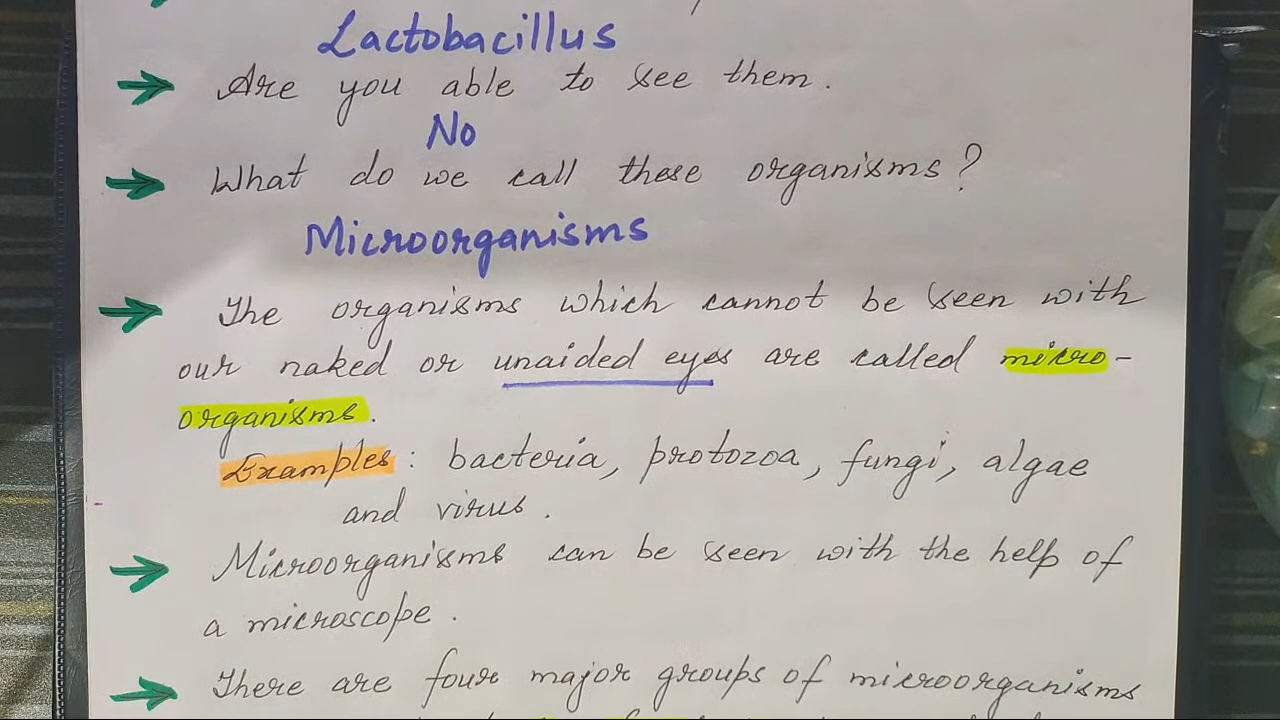 Lactobacillus
Are you able to see them.
No
What do we call these organisms?
Microorganisms
The organisms which cannot be seen with
our naked or unaided eyes are called micro-
organisms.
Examples: bacteria, protozoa, fungi, algae
and virus.
Microorganisms can be seen with the help of
a microscope.
There are four major groups of microorganisms